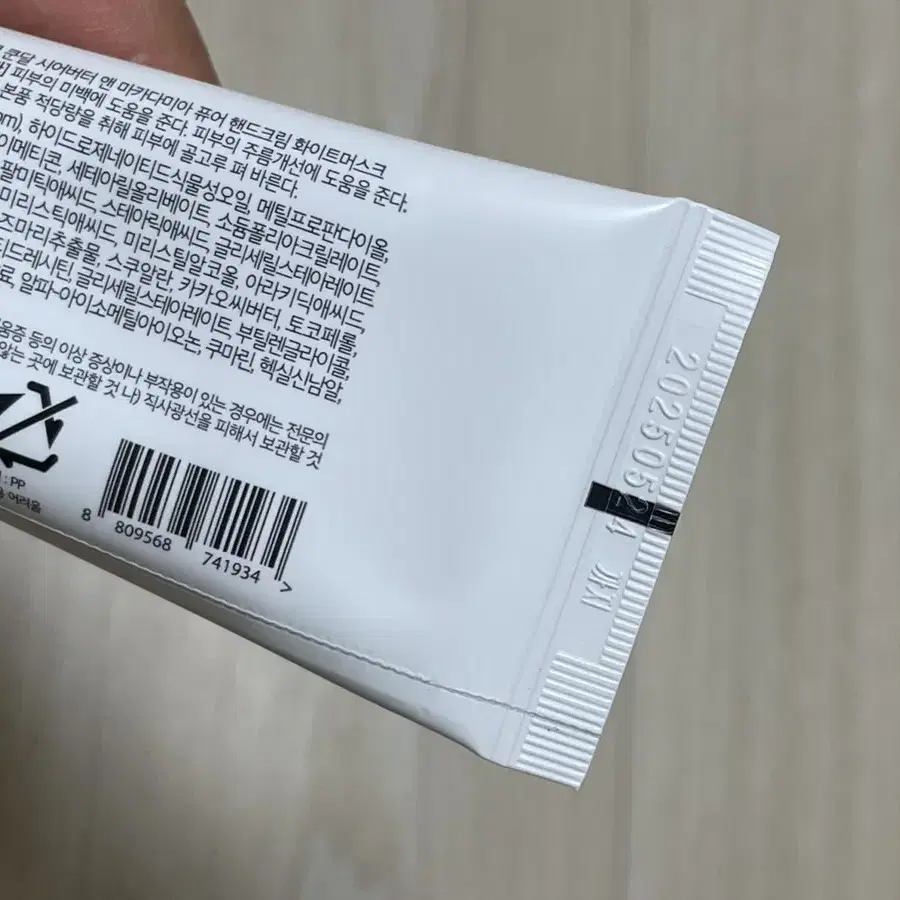 쿤달 시어버터 앤 마카다미아 퓨어 핸드크림 화이트머스크
피부의 미백에 도움을 준다. 피부의 주름개선에 도움을 준다.
본품 적당량을 취해 피부에 골고루 펴 바른다.
하이드로제네이티드식물성오일, 메틸프로판다이올,
이메티콘, 세테아릴올리베이트, 소듐폴리아크릴레이트
팔미틱애씨드, 스테아릭애씨드, 글리세릴스테아레이트
미리스틱애씨드, 미리스틸알코올, 아라키딕애씨드,
즈마리추출물, 스쿠알란, 카카오씨버터, 토코페롤,
드레시틴, 글리세릴스테아레이트, 부틸렌글라이콜,
알파-아이소메틸아이오논, 쿠마린, 헥실신남알,
등의 이상 증상이나 부작용이 있는 경우에는 전문의
않는 곳에 보관할 것 나) 직사광선을 피해서 보관할 것
: PP
어려움
8 809568 741934 >
20250524 까지